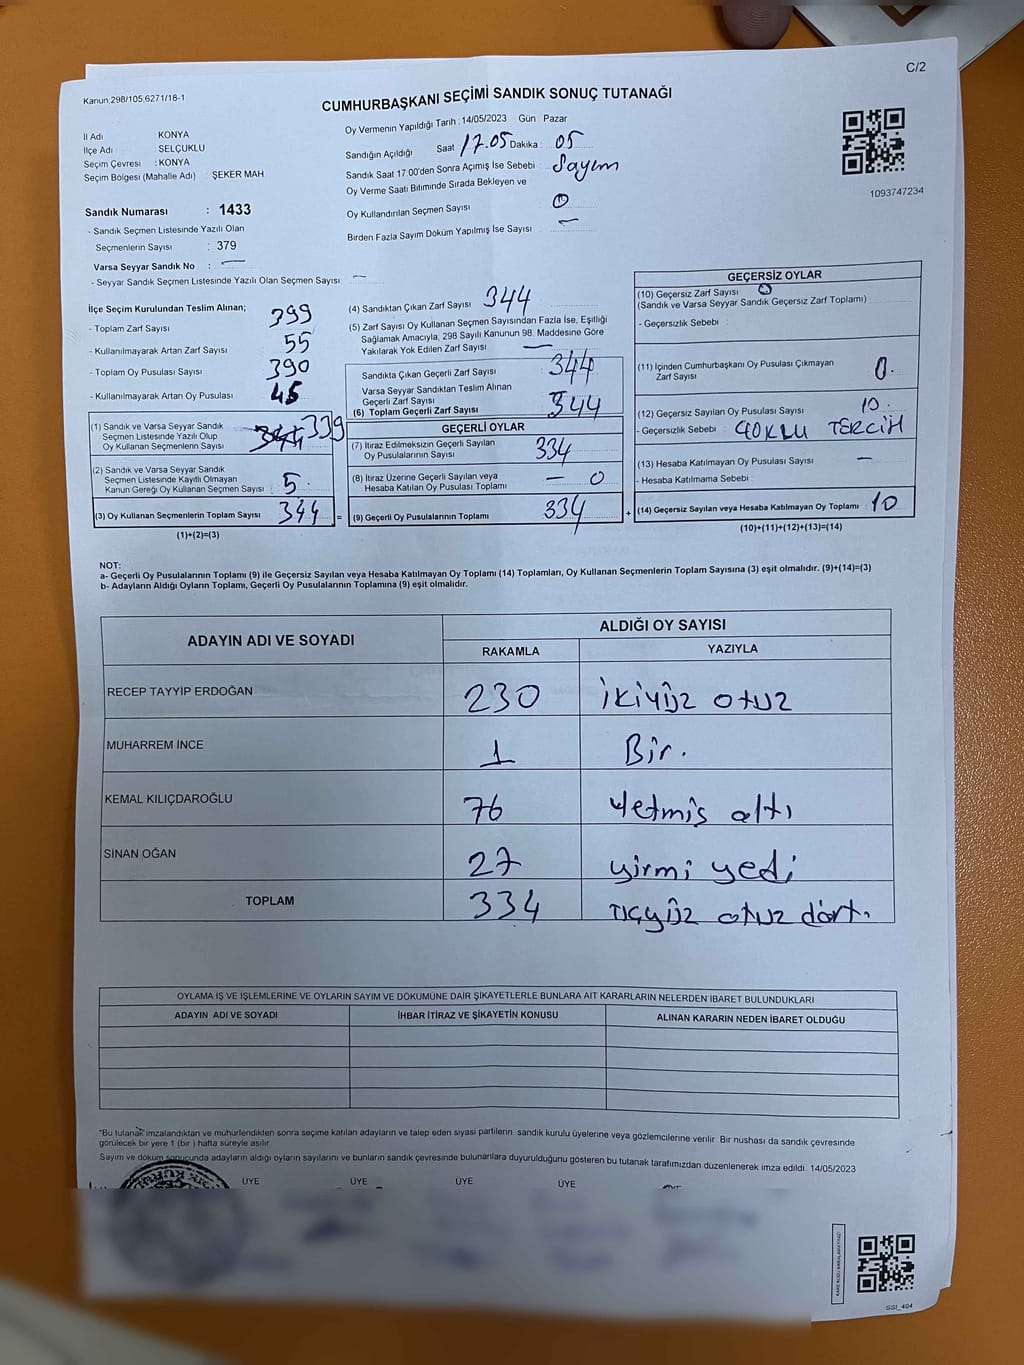 C/2
Kanun.298/105;6271/18-1
CUMHURBAŞKANI SEÇİMİ SANDIK SONUÇ TUTANAĞI
İl Adı KONYA
İlçe Adı : SELÇUKLU
Seçim Çevresi : KONYA
Seçim Bölgesi (Mahalle Adı) ŞEKER MAH
Sandık Numarası : 1433
- Sandık Seçmen Listesinde Yazılı Olan
Seçmenlerin Sayısı : 379
Varsa Seyyar Sandık No : —
- Seyyar Sandık Seçmen Listesinde Yazılı Olan Seçmen Sayısı —
Oy Vermenin Yapıldığı Tarih : 14/05/2023 Gün Pazar
Sandığın Açıldığı Saat 17.05 Dakika : 05
Sandık Saat 17:00'den Sonra Açımış İse Sebebi : Sayım
Oy Verme Saati Bitiminde Sırada Bekleyen ve
Oy Kullandırılan Seçmen Sayısı 0
Birden Fazla Sayım Döküm Yapılmış İse Sayısı : —
1093747234
İlçe Seçim Kurulundan Teslim Alınan;
- Toplam Zarf Sayısı 399
- Kullanılmayarak Artan Zarf Sayısı 55
- Toplam Oy Pusulası Sayısı 390
- Kullanılmayarak Artan Oy Pusulası 45
(1) Sandık ve Varsa Seyyar Sandık
Seçmen Listesinde Yazılı Olup
Oy Kullanan Seçmenlerin Sayısı 339
(2) Sandık ve Varsa Seyyar Sandık
Seçmen Listesinde Kayıtlı Olmayan
Kanun Gereği Oy Kullanan Seçmen Sayısı : 5
(3) Oy Kullanan Seçmenlerin Toplam Sayısı : 344 =
(1)+(2)=(3)
(4) Sandıktan Çıkan Zarf Sayısı 344
(5) Zarf Sayısı Oy Kullanan Seçmen Sayısından Fazla İse, Eşitliği
Sağlamak Amacıyla, 298 Sayılı Kanunun 98. Maddesine Göre
Yakılarak Yok Edilen Zarf Sayısı —
Sandıkta Çıkan Geçerli Zarf Sayısı 344
Varsa Seyyar Sandıktan Teslim Alınan
Geçerli Zarf Sayısı
(6) Toplam Geçerli Zarf Sayısı 344
GEÇERLİ OYLAR
(7) İtiraz Edilmeksizin Geçerli Sayılan
Oy Pusulalarının Sayısı 334
(8) İtiraz Üzerine Geçerli Sayılan veya
Hesaba Katılan Oy Pusulası Toplamı — 0
(9) Geçerli Oy Pusulalarının Toplamı 334 +
GEÇERSİZ OYLAR
(10) Geçersiz Zarf Sayısı 0
(Sandık ve Varsa Seyyar Sandık Geçersiz Zarf Toplamı)
- Geçersizlik Sebebi :
(11) İçinden Cumhurbaşkanı Oy Pusulası Çıkmayan
Zarf Sayısı 0.
(12) Geçersiz Sayılan Oy Pusulası Sayısı 10.
- Geçersizlik Sebebi : ÇOKLU TERCİH
(13) Hesaba Katılmayan Oy Pusulası Sayısı —
- Hesaba Katılmama Sebebi
(14) Geçersiz Sayılan veya Hesaba Katılmayan Oy Toplamı : 10
(10)+(11)+(12)+(13)=(14)
NOT:
a- Geçerli Oy Pusulalarının Toplamı (9) ile Geçersiz Sayılan veya Hesaba Katılmayan Oy Toplamı (14) Toplamları, Oy Kullanan Seçmenlerin Toplam Sayısına (3) eşit olmalıdır. (9)+(14)=(3)
b- Adayların Aldığı Oyların Toplamı, Geçerli Oy Pusulalarının Toplamına (9) eşit olmalıdır.
ADAYIN ADI VE SOYADI ALDIĞI OY SAYISI
RAKAMLA YAZIYLA
RECEP TAYYİP ERDOĞAN 230 ikiyüz otuz
MUHARREM İNCE 1 Bir.
KEMAL KILIÇDAROĞLU 76 yetmiş altı
SİNAN OĞAN 27 yirmi yedi
TOPLAM 334 üçyüz otuz dört.
OYLAMA İŞ VE İŞLEMLERİNE VE OYLARIN SAYIM VE DÖKÜMÜNE DAİR ŞİKAYETLERLE BUNLARA AİT KARARLARIN NELERDEN İBARET BULUNDUKLARI
ADAYIN ADI VE SOYADI İHBAR İTİRAZ VE ŞİKAYETİN KONUSU ALINAN KARARIN NEDEN İBARET OLDUĞU
*Bu tutanak imzalandıktan ve mühürlendikten sonra seçime katılan adayların ve talep eden siyasi partilerin sandık kurulu üyelerine veya gözlemcilerine verilir. Bir nüshası da sandık çevresinde
görülecek bir yere 1 (bir ) hafta süreyle asılır.
Sayım ve döküm sonucunda adayların aldığı oyların sayılarını ve bunların sandık çevresinde bulunanlara duyurulduğunu gösteren bu tutanak tarafımızdan düzenlenerek imza edildi. 14/05/2023
ÜYE ÜYE ÜYE ÜYE
SSI_404